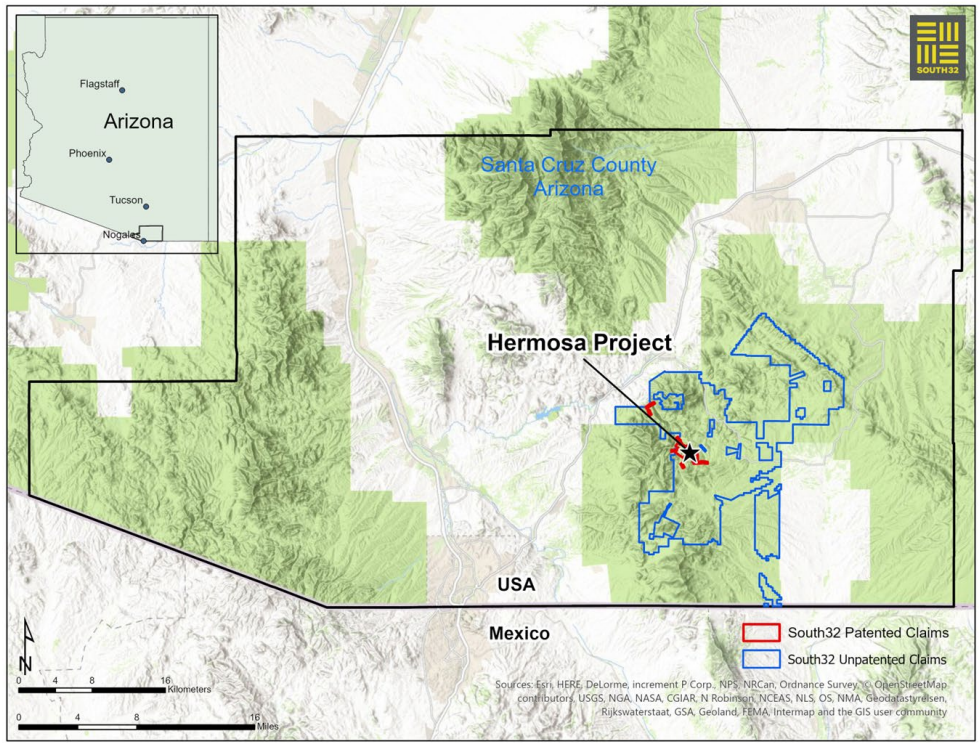 Flagstaff
Arizona
Phoenix
Tucson
Nogales
SOUTH32
Santa Cruz County
Arizona
Hermosa Project
USA
Mexico
N
0 4 8 16
Kilometers
0 4 8 16
Miles
South32 Patented Claims
South32 Unpatented Claims
Sources: Esri, HERE, DeLorme, increment P Corp., NPS, NRCan, Ordnance Survey, © OpenStreetMap
contributors, USGS, NGA, NASA, CGIAR, N Robinson, NCEAS, NLS, OS, NMA, Geodatastyrelsen,
Rijkswaterstaat, GSA, Geoland, FEMA, Intermap and the GIS user community